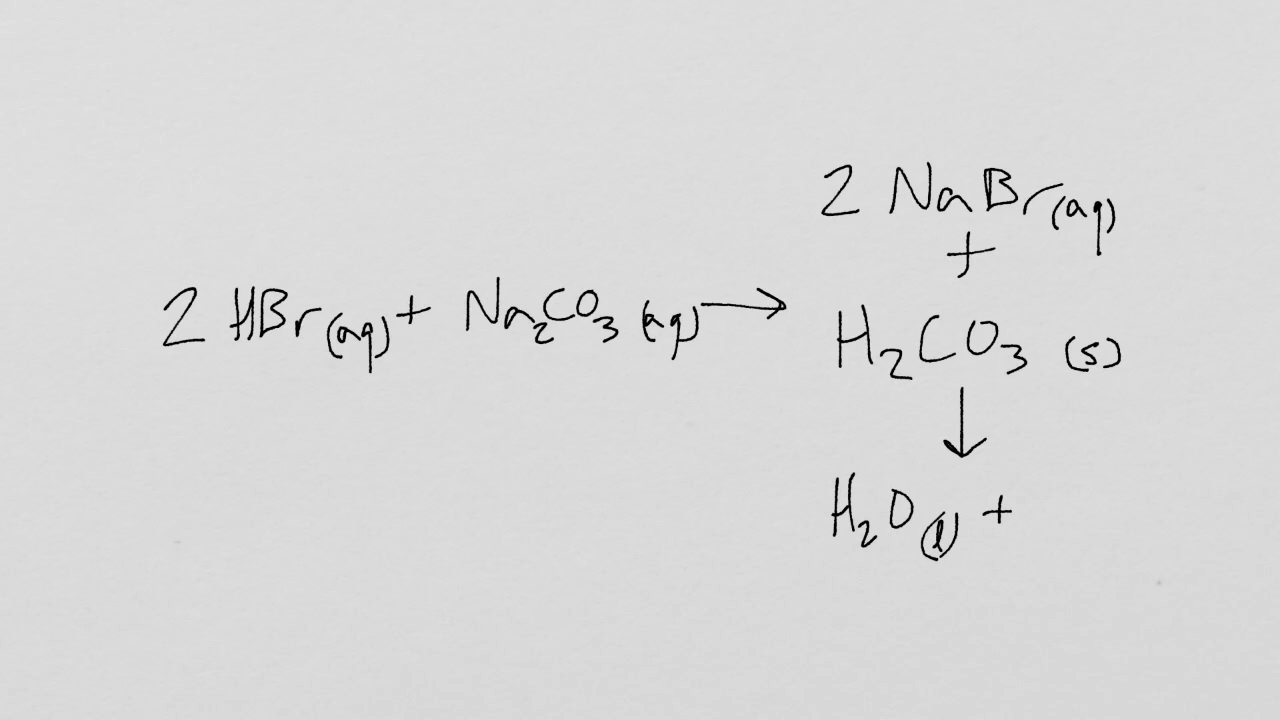 2 NaBr(aq)
+
2 HBr(aq) + Na₂CO₃ (aq) →
H₂CO₃ (s)
↓
H₂O(l) +